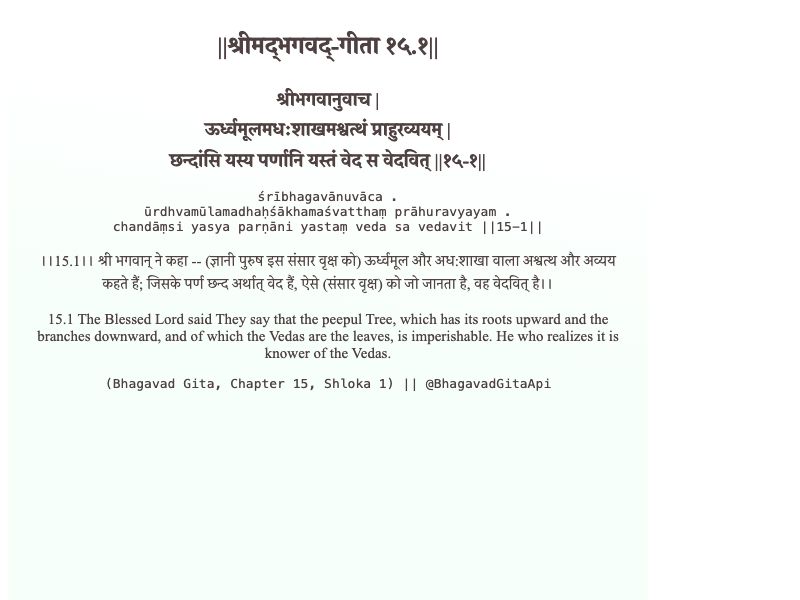 ||श्रीमद्‍भगवद्‍-गीता १५.१||
श्रीभगवानुवाच |
ऊर्ध्वमूलमधःशाखमश्वत्थं प्राहुरव्ययम् |
छन्दांसि यस्य पर्णानि यस्तं वेद स वेदवित् ||१५-१||
śrībhagavānuvāca .
ūrdhvamūlamadhaḥśākhamaśvatthaṃ prāhuravyayam .
chandāṃsi yasya parṇāni yastaṃ veda sa vedavit ||15-1||
।।15.1।। श्री भगवान् ने कहा -- (ज्ञानी पुरुष इस संसार वृक्ष को) ऊर्ध्वमूल और अध:शाखा वाला अश्वत्थ और अव्यय
कहते हैं; जिसके पर्ण छन्द अर्थात् वेद हैं, ऐसे (संसार वृक्ष) को जो जानता है, वह वेदवित् है।।
15.1 The Blessed Lord said They say that the peepul Tree, which has its roots upward and the
branches downward, and of which the Vedas are the leaves, is imperishable. He who realizes it is
knower of the Vedas.
(Bhagavad Gita, Chapter 15, Shloka 1) || @BhagavadGitaApi